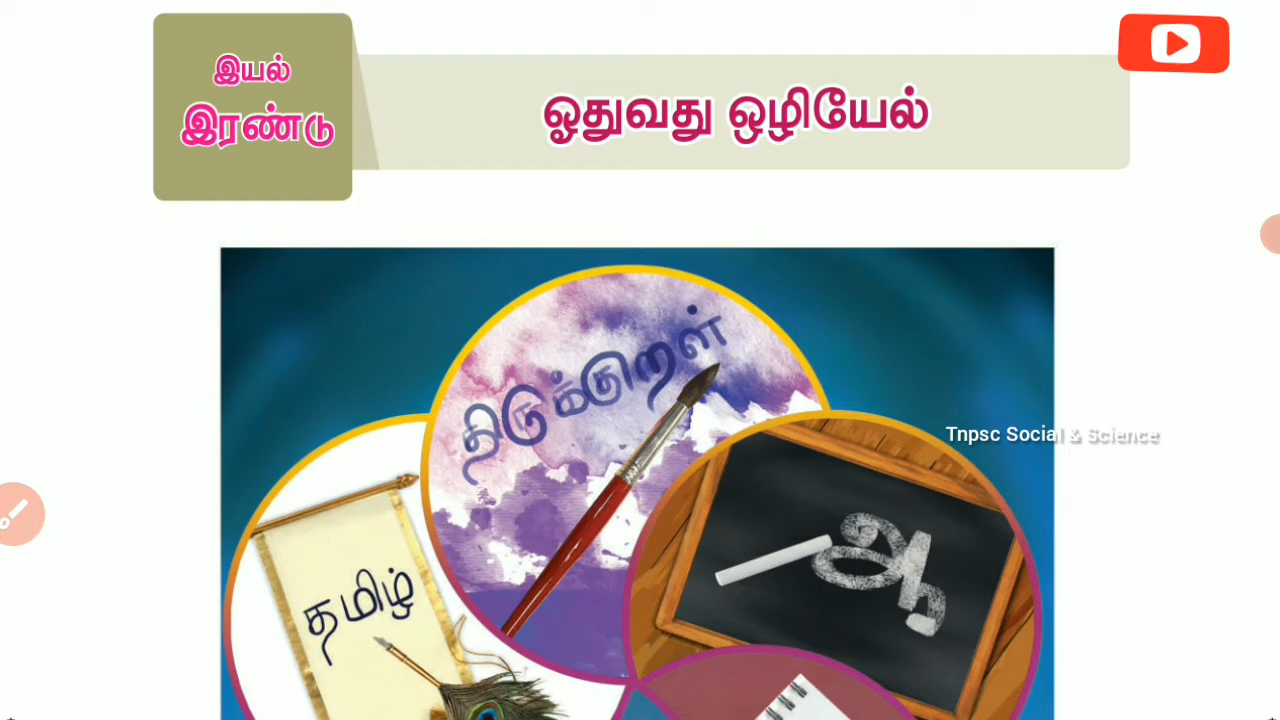 இயல்
இரண்டு
ஓதுவது ஒழியேல்
திருக்குறள்
Tnpsc Social & Science
தமிழ்
ஆ